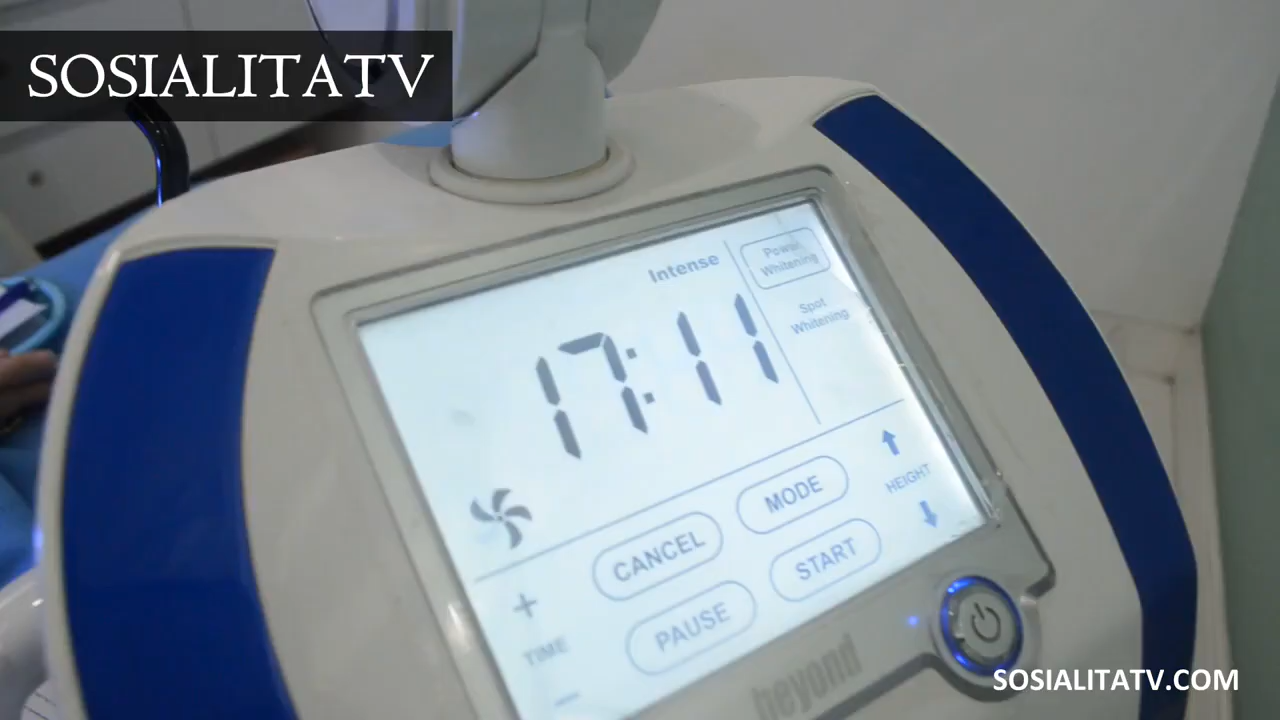 SOSIALITATV
Intense
Power
Whitening
Spot
Whitening
17:11
MODE
HEIGHT
CANCEL
START
+
TIME
−
PAUSE
beyond
SOSIALITATV.COM